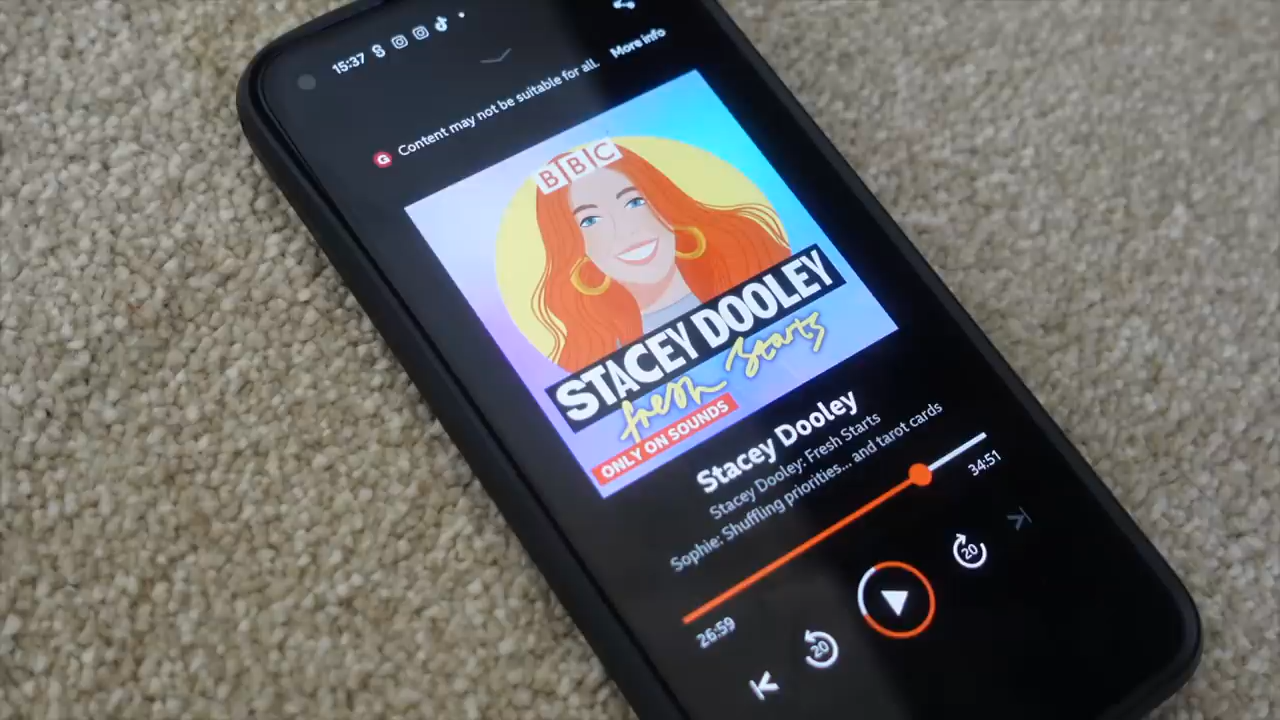 15:37
Content may not be suitable for all. More info
BBC
STACEY DOOLEY
fresh starts
ONLY ON SOUNDS
Stacey Dooley
Stacey Dooley: Fresh Starts
Sophie: Shuffling priorities... and tarot cards
26:59
34:51
20
20